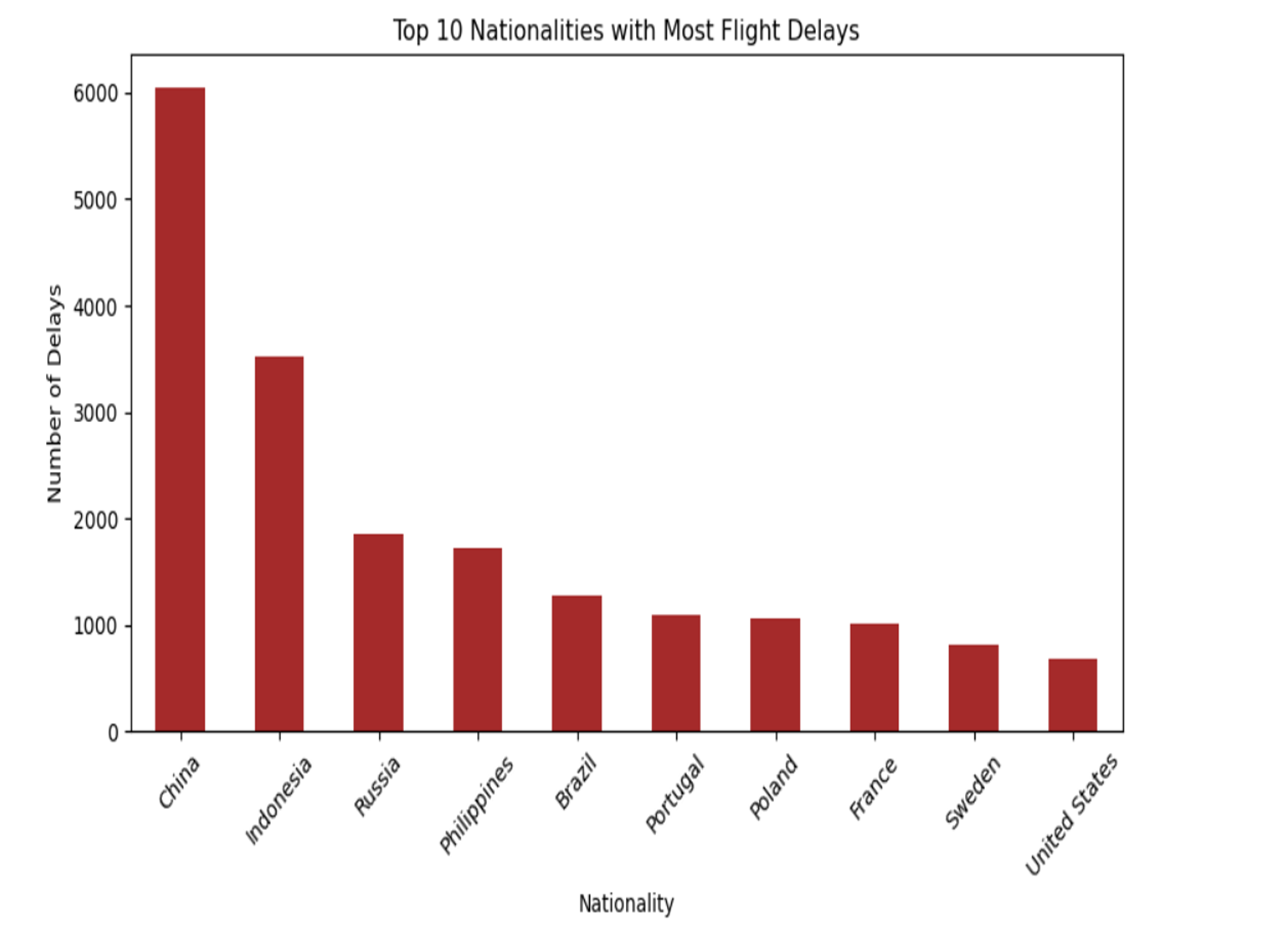 Top 10 Nationalities with Most Flight Delays
Number of Delays
6000
5000
4000
3000
2000
1000
0
China
Indonesia
Russia
Philippines
Brazil
Portugal
Poland
France
Sweden
United States
Nationality